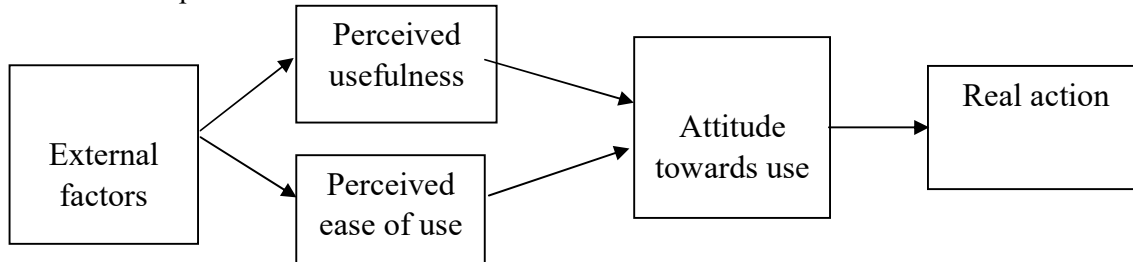 Perceived
usefulness
External
factors
Perceived
ease of use
Attitude
towards use
Real action